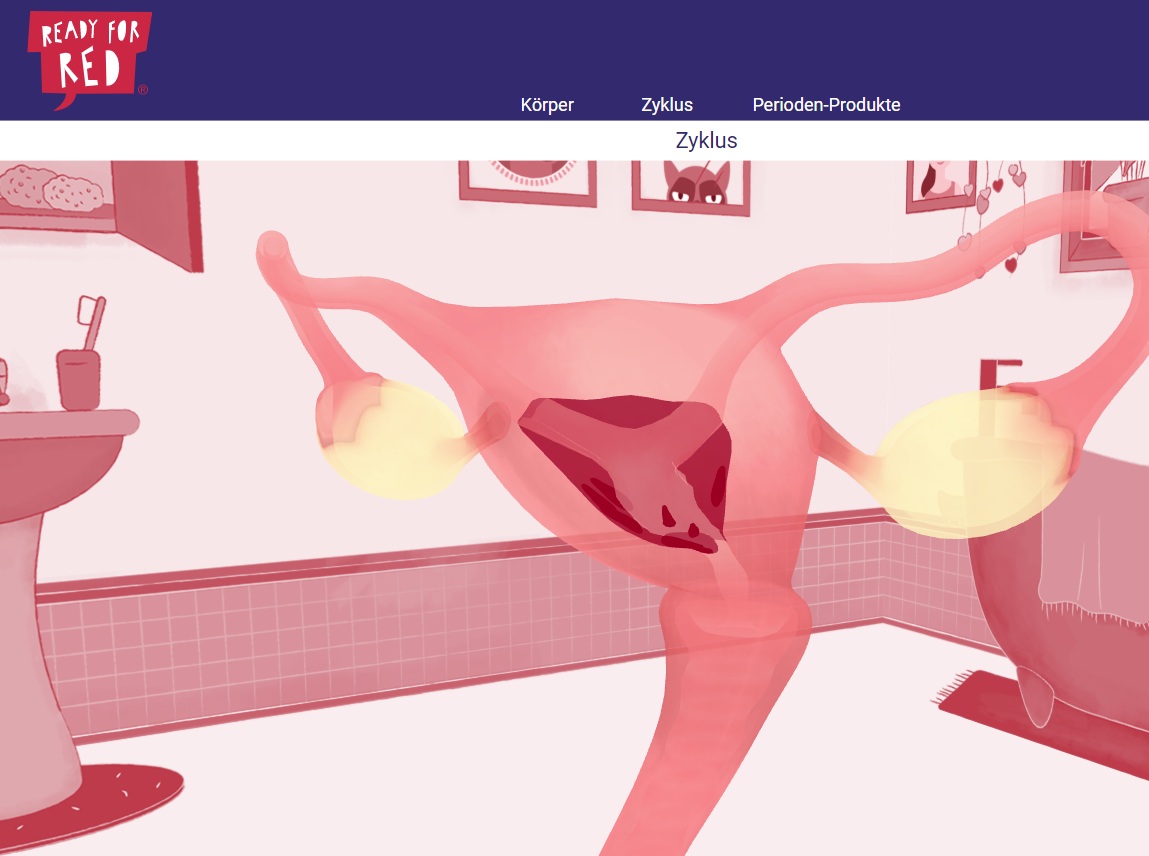 READY FOR
RED
®
Körper Zyklus Perioden-Produkte
Zyklus